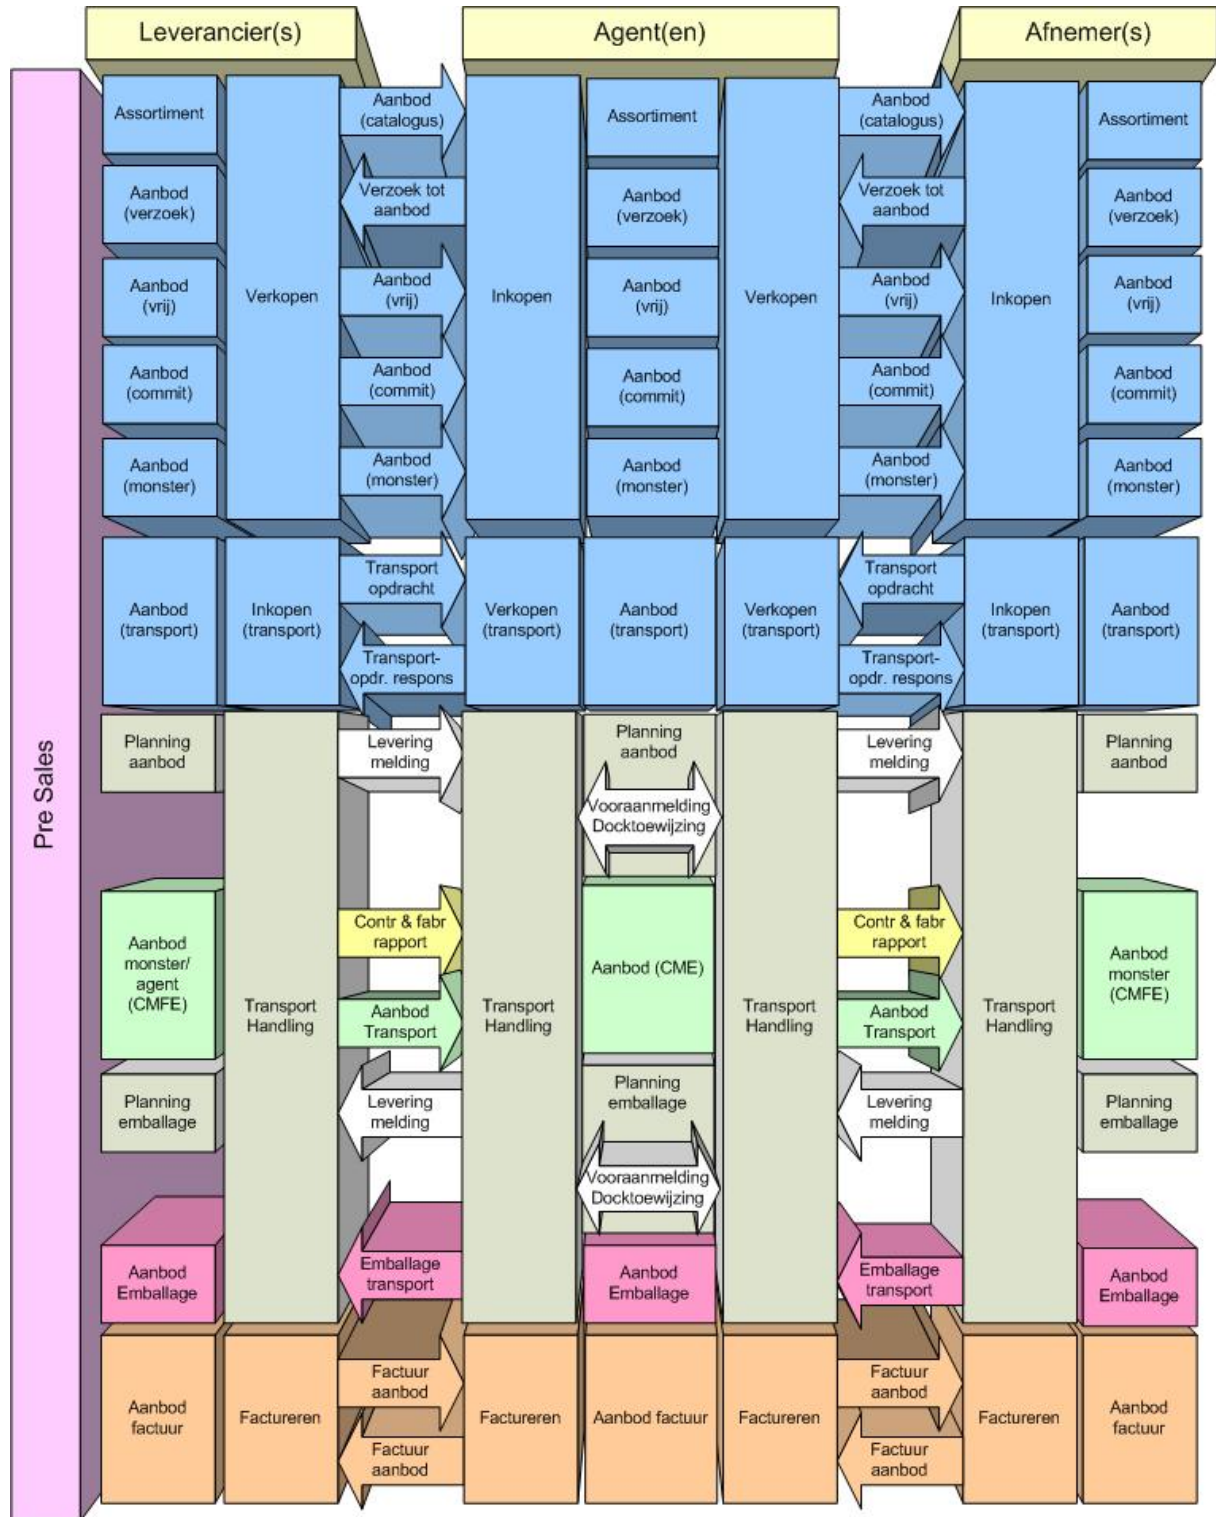 Leverancier(s)
Agent(en)
Afnemer(s)
Pre Sales
Assortiment
Aanbod
(catalogus)
Assortiment
Aanbod
(catalogus)
Assortiment
Aanbod
(verzoek)
Verzoek tot
aanbod
Aanbod
(verzoek)
Verzoek tot
aanbod
Aanbod
(verzoek)
Aanbod
(vrij)
Verkopen
Aanbod
(vrij)
Inkopen
Aanbod
(vrij)
Verkopen
Aanbod
(vrij)
Inkopen
Aanbod
(vrij)
Aanbod
(commit)
Aanbod
(commit)
Aanbod
(commit)
Aanbod
(commit)
Aanbod
(commit)
Aanbod
(monster)
Aanbod
(monster)
Aanbod
(monster)
Aanbod
(monster)
Aanbod
(monster)
Aanbod
(transport)
Inkopen
(transport)
Transport
opdracht
Transport-
opdr. respons
Verkopen
(transport)
Aanbod
(transport)
Verkopen
(transport)
Transport
opdracht
Transport-
opdr. respons
Inkopen
(transport)
Aanbod
(transport)
Planning
aanbod
Levering
melding
Planning
aanbod
Levering
melding
Planning
aanbod
Vooraanmelding
Docktoewijzing
Aanbod
monster/
agent
(CMFE)
Transport
Handling
Contr & fabr
rapport
Aanbod
Transport
Transport
Handling
Aanbod (CME)
Transport
Handling
Contr & fabr
rapport
Aanbod
Transport
Transport
Handling
Aanbod
monster
(CMFE)
Planning
emballage
Levering
melding
Planning
emballage
Levering
melding
Planning
emballage
Vooraanmelding
Docktoewijzing
Aanbod
Emballage
Emballage
transport
Aanbod
Emballage
Emballage
transport
Aanbod
Emballage
Aanbod
factuur
Factureren
Factuur
aanbod
Factuur
aanbod
Factureren
Aanbod factuur
Factureren
Factuur
aanbod
Factuur
aanbod
Factureren
Aanbod
factuur